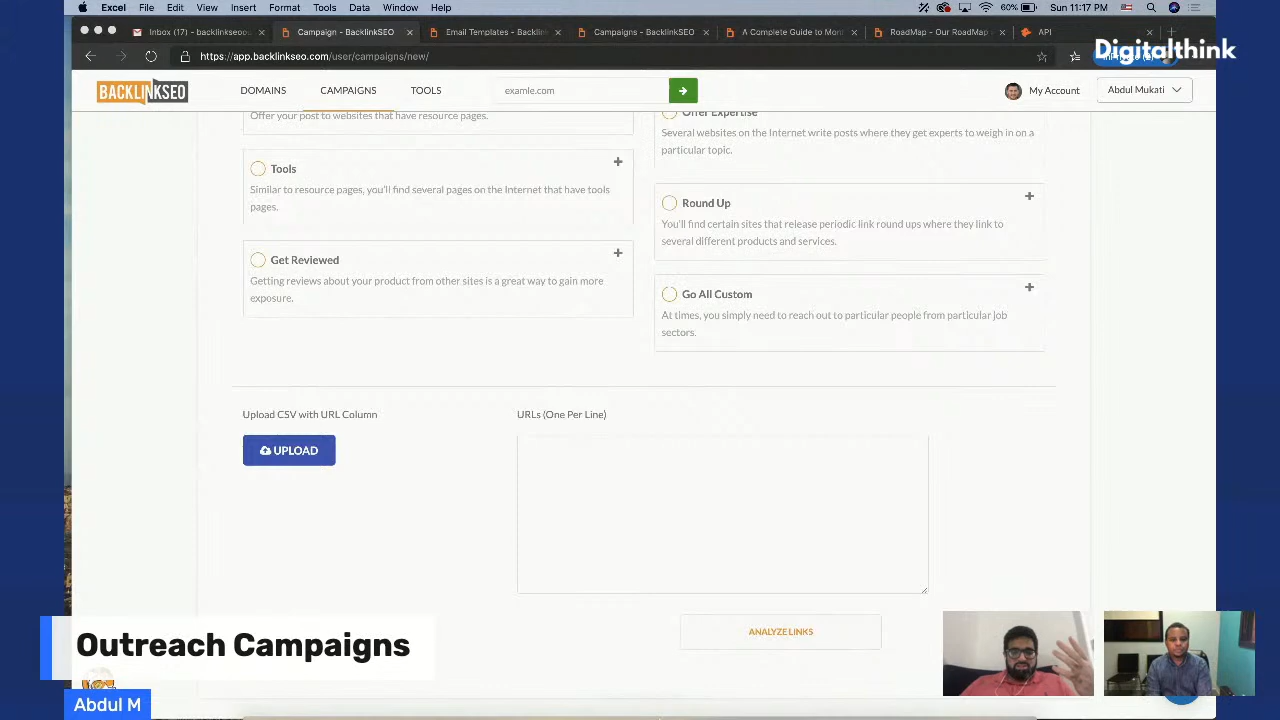 Excel File Edit View Insert Format Tools Data Window Help
SUN 11:17 PM
Inbox (17) - backlinkseoou
Campaign - BacklinkSEO
Email Templates - Backlink
Campaigns - BacklinkSEO
A Complete Guide to Mom
RoadMap - Our RoadMap
API
https://app.backlinkseo.com/user/campaigns/new/
Digitalthink
BACKLINKSEO
DOMAINS CAMPAIGNS TOOLS
examle.com
My Account
Abdul Mukati
Offer your post to websites that have resource pages.
Offer Expertise
Several websites on the Internet write posts where they get experts to weigh in on a
particular topic.
Tools
Similar to resource pages, you'll find several pages on the Internet that have tools
pages.
Round Up
You'll find certain sites that release periodic link round ups where they link to
several different products and services.
Get Reviewed
Getting reviews about your product from other sites is a great way to gain more
exposure.
Go All Custom
At times, you simply need to reach out to particular people from particular job
sectors.
Upload CSV with URL Column
UPLOAD
URLs (One Per Line)
ANALYZE LINKS
Outreach Campaigns
Abdul M